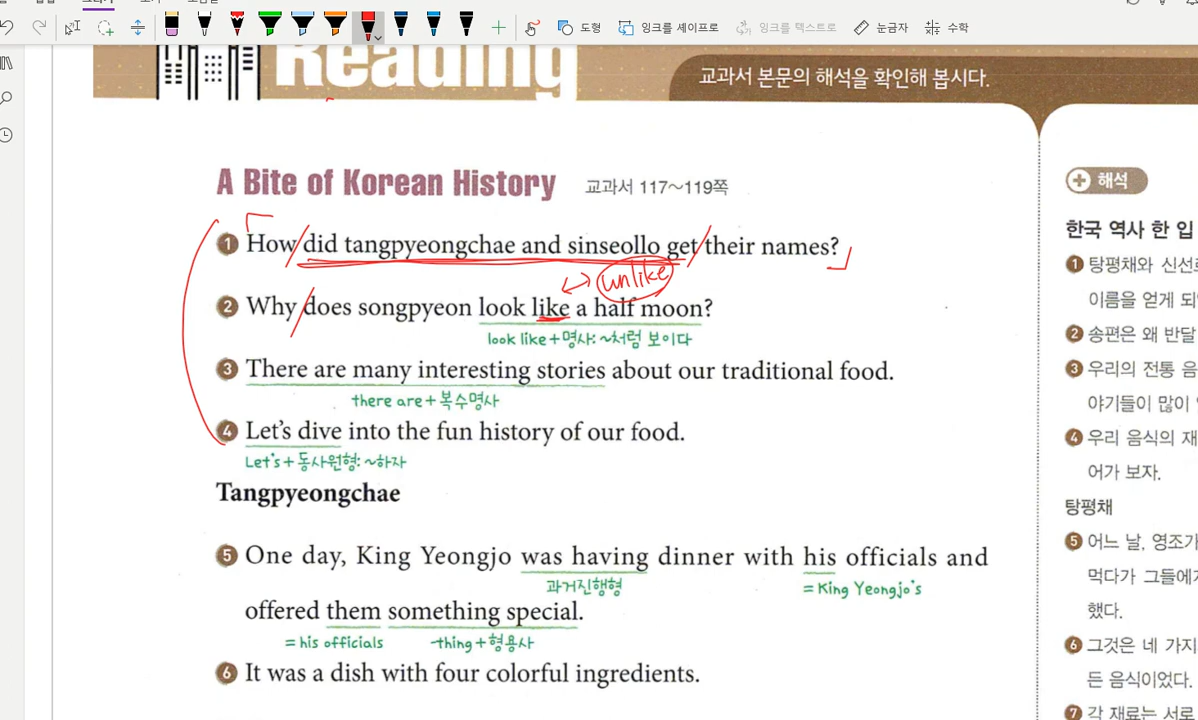 도형
잉크를 셰이프로
잉크를 텍스트로
눈금자
수학
Reading
교과서 본문의 해석을 확인해 봅시다.
A Bite of Korean History 교과서 117~119쪽
1 How did tangpyeongchae and sinseollo get their names?
unlike
2 Why does songpyeon look like a half moon?
look like+명사: ~처럼 보이다
3 There are many interesting stories about our traditional food.
there are+복수명사
4 Let's dive into the fun history of our food.
Let's+동사원형: ~하자
Tangpyeongchae
5 One day, King Yeongjo was having dinner with his officials and
과거진행형 = King Yeongjo's
offered them something special.
= his officials -thing+형용사
6 It was a dish with four colorful ingredients.
해석
한국 역사 한 입
1 탕평채와 신선로
이름을 얻게 되
2 송편은 왜 반달
3 우리의 전통 음
야기들이 많이
4 우리 음식의 재
어가 보자.
탕평채
5 어느 날, 영조가
먹다가 그들에게
했다.
6 그것은 네 가지
든 음식이었다.
7 각 재료는 서로